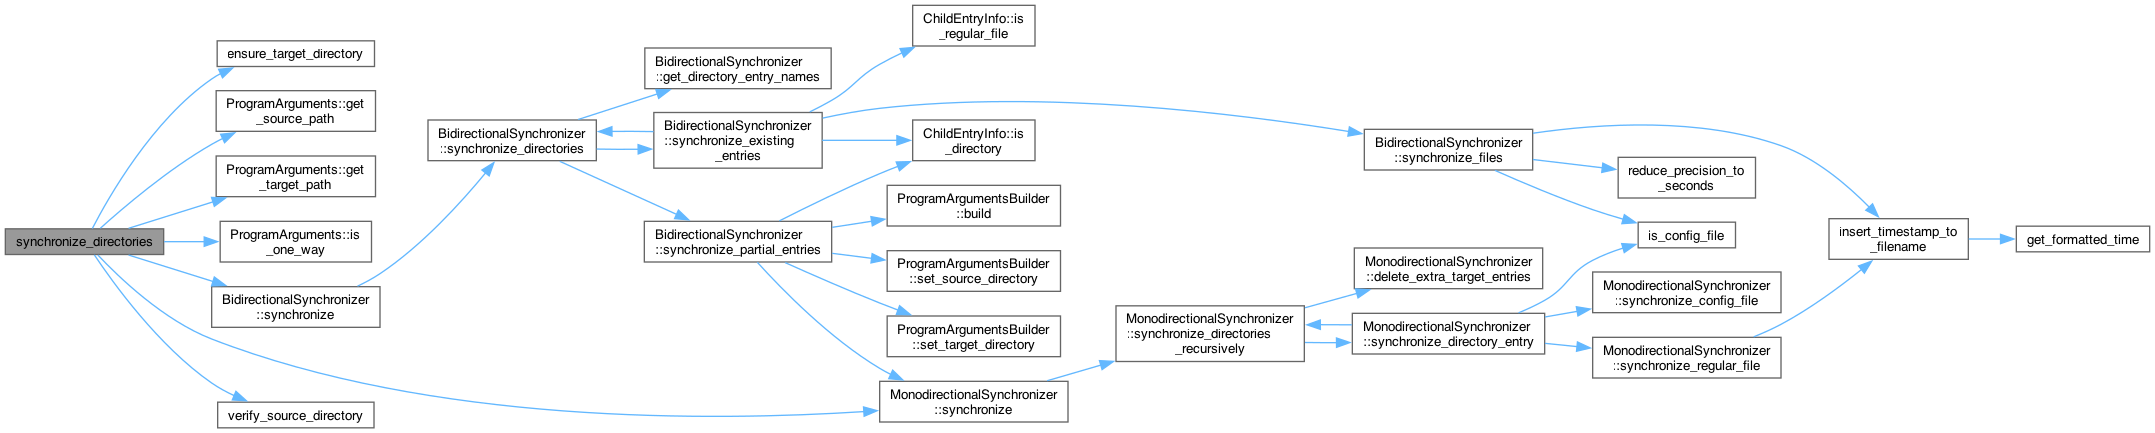 synchronize_directories
ensure_target_directory
ProgramArguments::get
_source_path
ProgramArguments::get
_target_path
ProgramArguments::is
_one_way
BidirectionalSynchronizer
::synchronize
verify_source_directory
BidirectionalSynchronizer
::synchronize_directories
BidirectionalSynchronizer
::get_directory_entry_names
BidirectionalSynchronizer
::synchronize_existing
_entries
BidirectionalSynchronizer
::synchronize_partial_entries
ChildEntryInfo::is
_regular_file
ChildEntryInfo::is
_directory
ProgramArgumentsBuilder
::build
ProgramArgumentsBuilder
::set_source_directory
ProgramArgumentsBuilder
::set_target_directory
MonodirectionalSynchronizer
::synchronize
MonodirectionalSynchronizer
::synchronize_directories
_recursively
BidirectionalSynchronizer
::synchronize_files
MonodirectionalSynchronizer
::delete_extra_target_entries
MonodirectionalSynchronizer
::synchronize_directory_entry
reduce_precision_to
_seconds
is_config_file
MonodirectionalSynchronizer
::synchronize_config_file
MonodirectionalSynchronizer
::synchronize_regular_file
insert_timestamp_to
_filename
get_formatted_time